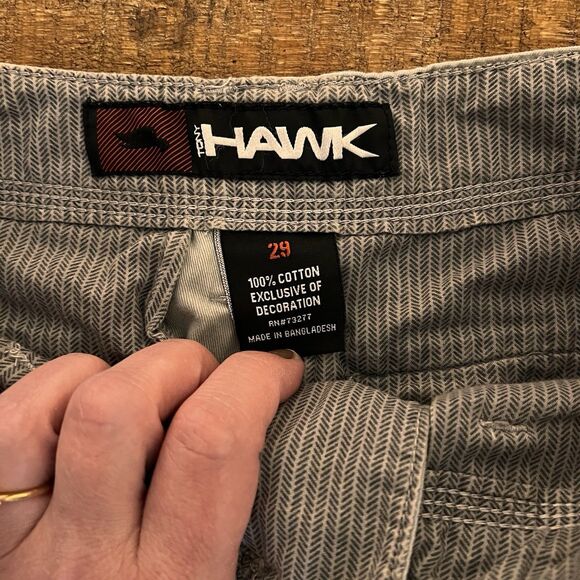 TONY HAWK
29
100% COTTON
EXCLUSIVE OF
DECORATION
RN#73277
MADE IN BANGLADESH